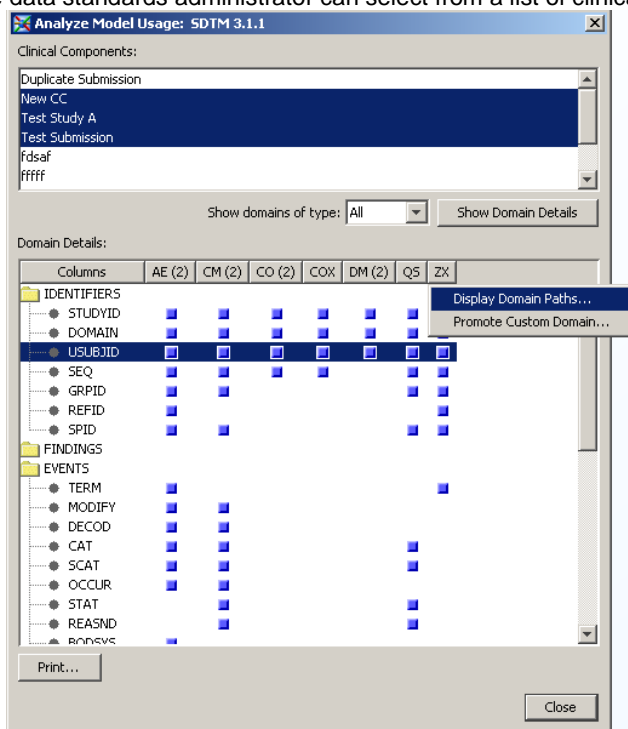 data standards administrator can select from a list of clinica
Analyze Model Usage: SDTM 3.1.1
Clinical Components:
Duplicate Submission
New CC
Test Study A
Test Submission
fdsaf
fffff
Show domains of type: All Show Domain Details
Domain Details:
Columns AE (2) CM (2) CO (2) COX DM (2) QS ZX
IDENTIFIERS
Display Domain Paths...
STUDYID
Promote Custom Domain...
DOMAIN
USUBJID
SEQ
GRPID
REFID
SPID
FINDINGS
EVENTS
TERM
MODIFY
DECOD
CAT
SCAT
OCCUR
STAT
REASND
BODSYS
Print...
Close